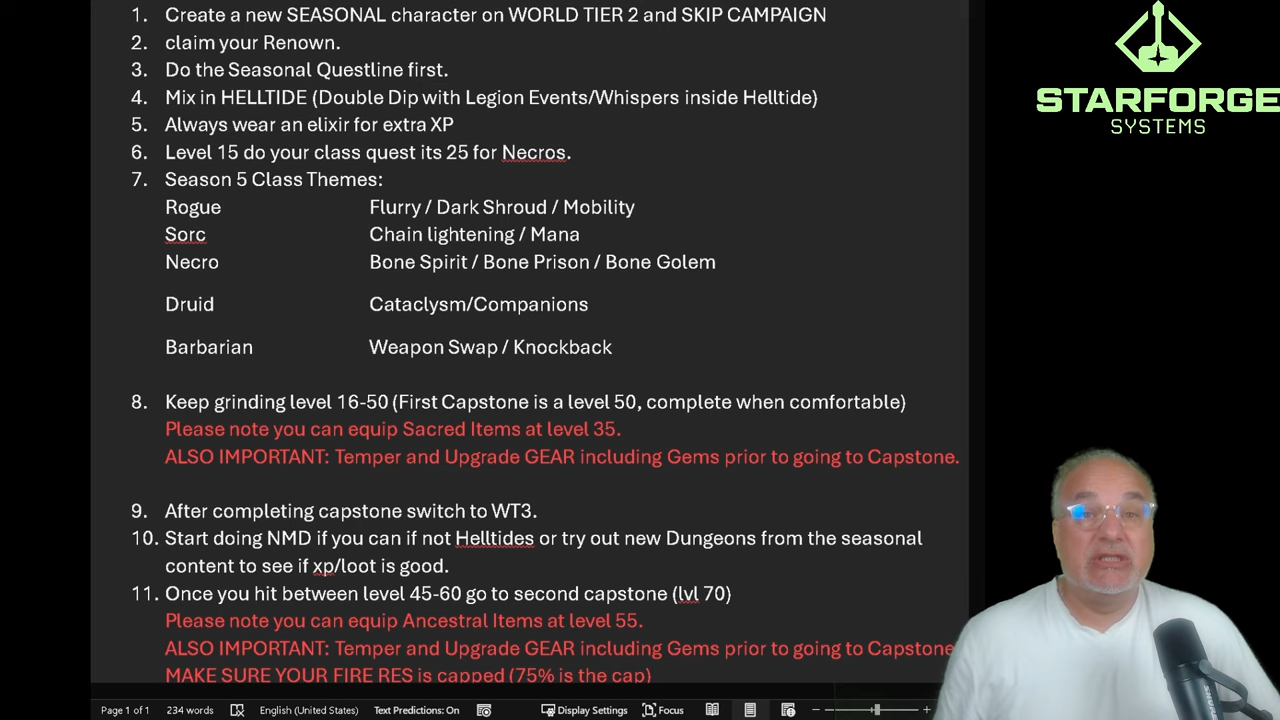 1. Create a new SEASONAL character on WORLD TIER 2 and SKIP CAMPAIGN
2. claim your Renown.
3. Do the Seasonal Questline first.
4. Mix in HELLTIDE (Double Dip with Legion Events/Whispers inside Helltide)
5. Always wear an elixir for extra XP
6. Level 15 do your class quest its 25 for Necros.
7. Season 5 Class Themes:
Rogue Flurry / Dark Shroud / Mobility
Sorc Chain lightening / Mana
Necro Bone Spirit / Bone Prison / Bone Golem
Druid Cataclysm/Companions
Barbarian Weapon Swap / Knockback
8. Keep grinding level 16-50 (First Capstone is a level 50, complete when comfortable)
Please note you can equip Sacred Items at level 35.
ALSO IMPORTANT: Temper and Upgrade GEAR including Gems prior to going to Capstone.
9. After completing capstone switch to WT3.
10. Start doing NMD if you can if not Helltides or try out new Dungeons from the seasonal
content to see if xp/loot is good.
11. Once you hit between level 45-60 go to second capstone (lvl 70)
Please note you can equip Ancestral Items at level 55.
ALSO IMPORTANT: Temper and Upgrade GEAR including Gems prior to going to Capstone
MAKE SURE YOUR FIRE RES is capped (75% is the cap)
Page 1 of 1 234 words English (United States) Text Predictions: On Display Settings Focus
STARFORGE
SYSTEMS